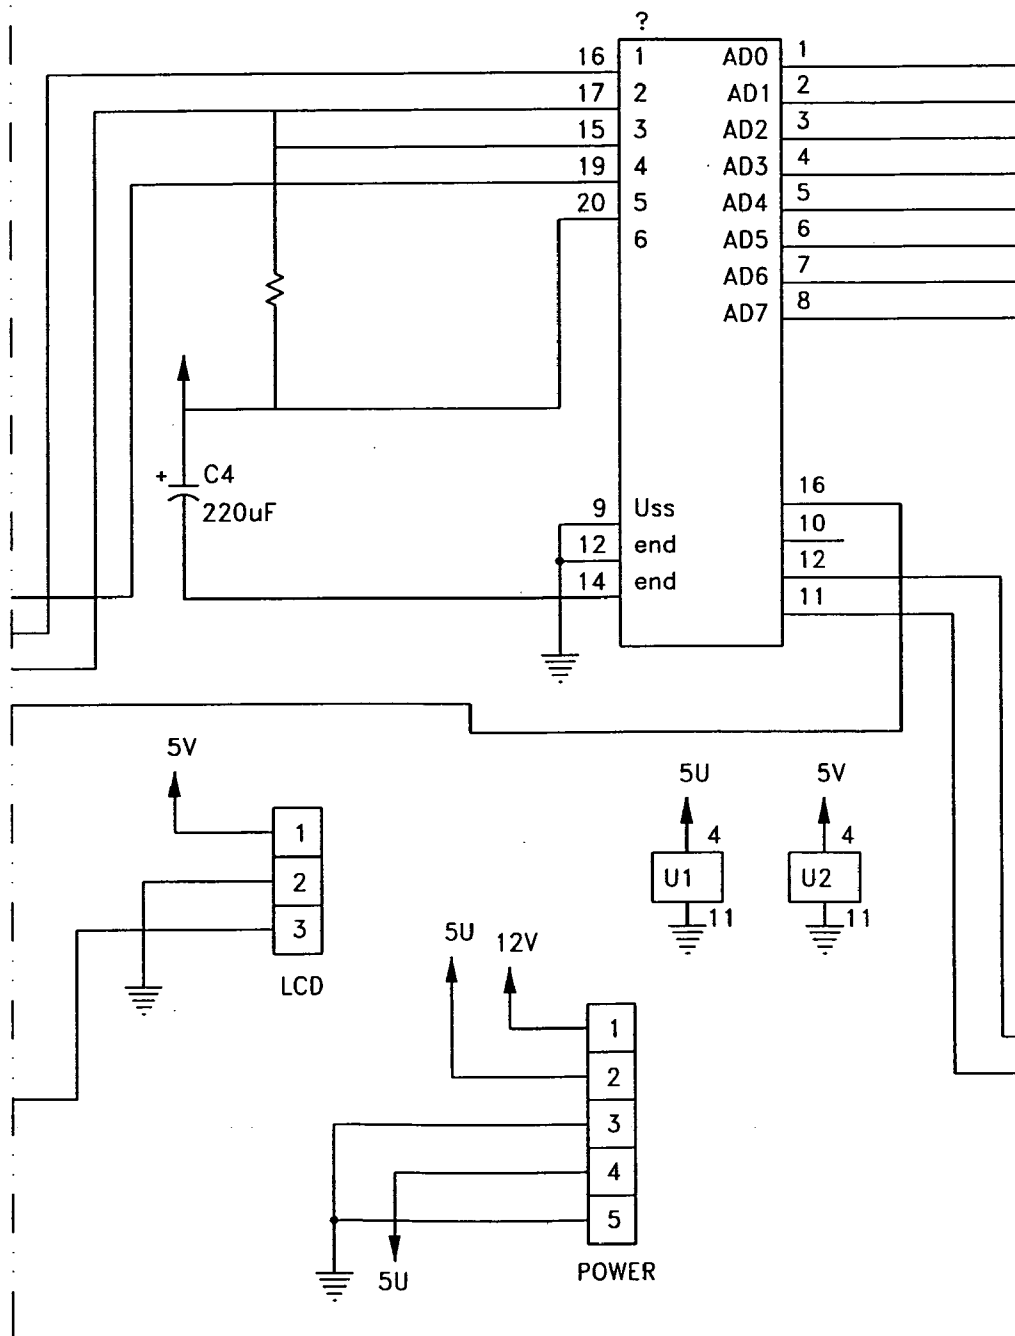 ?
16 1 AD0 1
17 2 AD1 2
15 3 AD2 3
19 4 AD3 4
20 5 AD4 5
6 AD5 6
AD6 7
AD7 8
+ C4
220uF
16
9 Uss
10
12 end
12
14 end
11
5V
5U 5V
1
4 4
2
U1 U2
3
11 11
LCD
5U 12V
1
2
3
4
5
5U
POWER